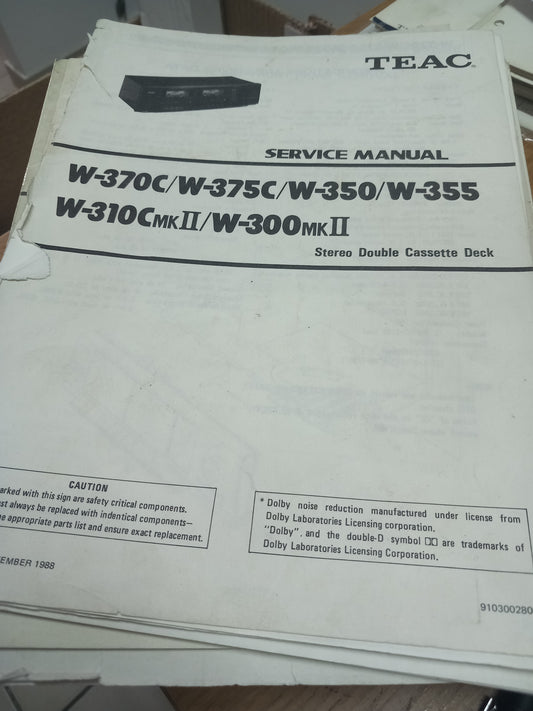 TEAC
SERVICE MANUAL
W-370C/W-375C/W-350/W-355
W-310CMKII/W-300MKII
Stereo Double Cassette Deck
CAUTION
arked with this sign are safety critical components.
st always be replaced with indentical components—
e appropriate parts list and ensure exact replacement.
* Dolby noise reduction manufactured under license from
Dolby Laboratories Licensing corporation.
"Dolby", and the double-D symbol are trademarks of
Dolby Laboratories Licensing Corporation.
EMBER 1988
910300280